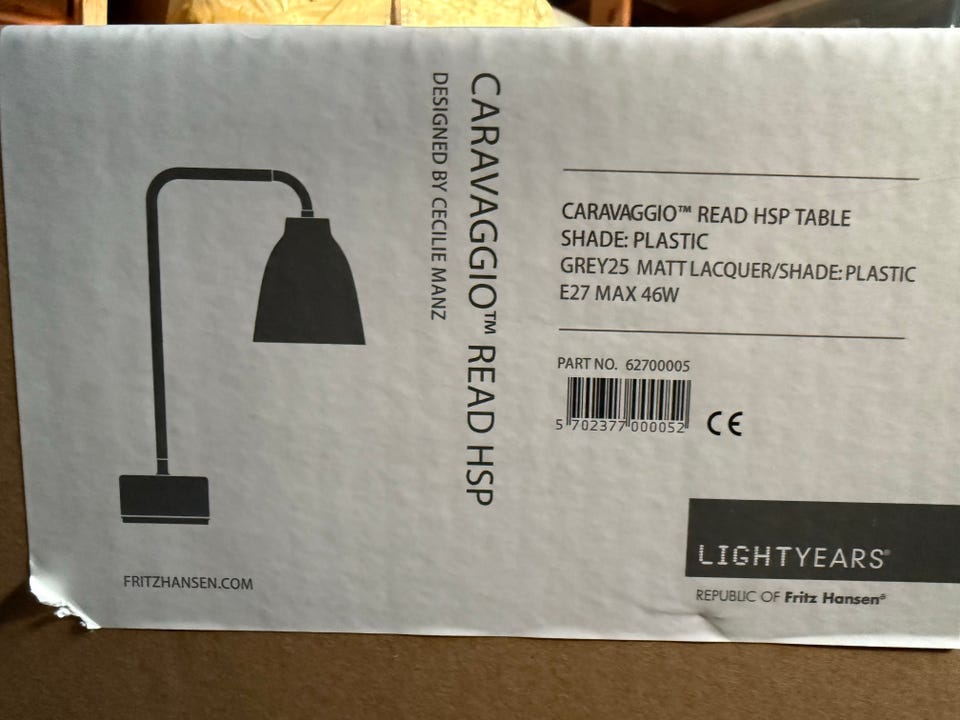 CARAVAGGIO™ READ HSP
DESIGNED BY CECILIE MANZ
CARAVAGGIO™ READ HSP TABLE
SHADE: PLASTIC
GREY25 MATT LACQUER/SHADE: PLASTIC
E27 MAX 46W
PART NO. 62700005
5 702377 000052
CE
LIGHTYEARS®
REPUBLIC OF Fritz Hansen®
FRITZHANSEN.COM